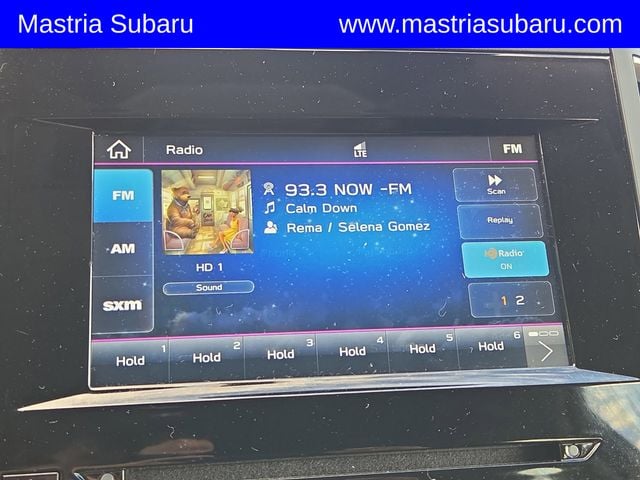 Mastria Subaru www.mastriasubaru.com
Radio LTE FM
FM
AM
sxm
93.3 NOW -FM
Calm Down
Rema / Selena Gomez
HD 1
Sound
Scan
Replay
HD Radio
ON
1 2
Hold 1 Hold 2 Hold 3 Hold 4 Hold 5 Hold 6